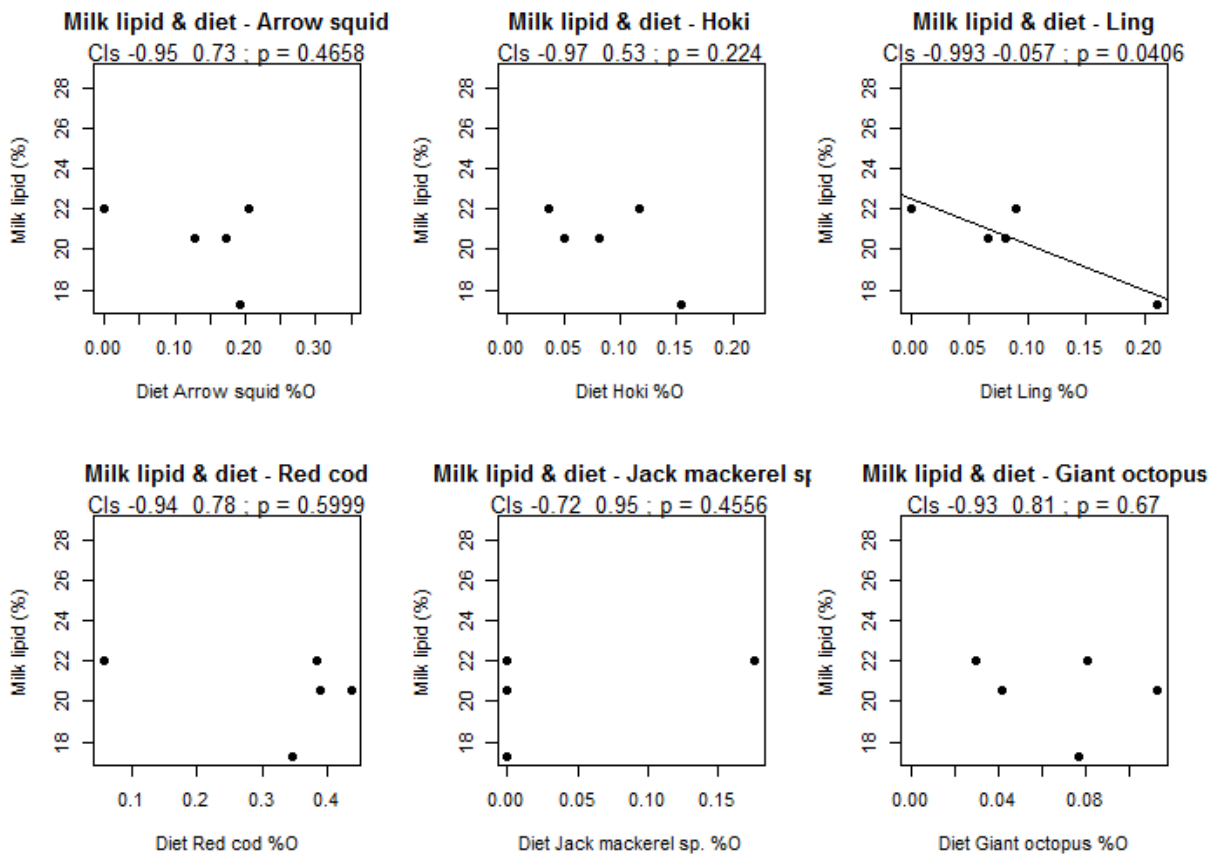 Milk lipid & diet - Arrow squid
CIs -0.95 0.73 ; p = 0.4658
Milk lipid (%)
28
26
24
22
20
18
0.00 0.10 0.20 0.30
Diet Arrow squid %O
Milk lipid & diet - Hoki
CIs -0.97 0.53 ; p = 0.224
Milk lipid (%)
28
26
24
22
20
18
0.00 0.05 0.10 0.15 0.20
Diet Hoki %O
Milk lipid & diet - Ling
CIs -0.993 -0.057 ; p = 0.0406
Milk lipid (%)
28
26
24
22
20
18
0.00 0.05 0.10 0.15 0.20
Diet Ling %O
Milk lipid & diet - Red cod
CIs -0.94 0.78 ; p = 0.5999
Milk lipid (%)
28
26
24
22
20
18
0.1 0.2 0.3 0.4
Diet Red cod %O
Milk lipid & diet - Jack mackerel sp
CIs -0.72 0.95 ; p = 0.4556
Milk lipid (%)
28
26
24
22
20
18
0.00 0.05 0.10 0.15
Diet Jack mackerel sp. %O
Milk lipid & diet - Giant octopus
CIs -0.93 0.81 ; p = 0.67
Milk lipid (%)
28
26
24
22
20
18
0.00 0.04 0.08
Diet Giant octopus %O